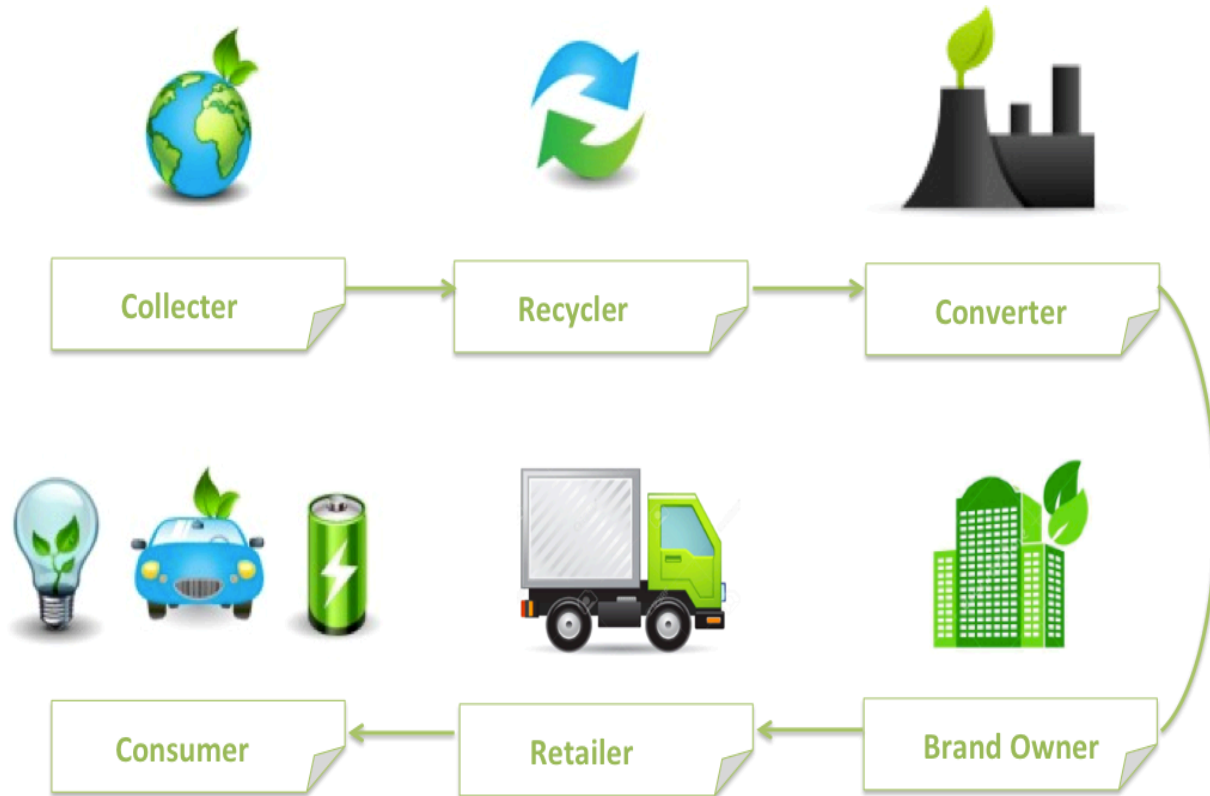 Collecter
Recycler
Converter
Consumer
Retailer
Brand Owner